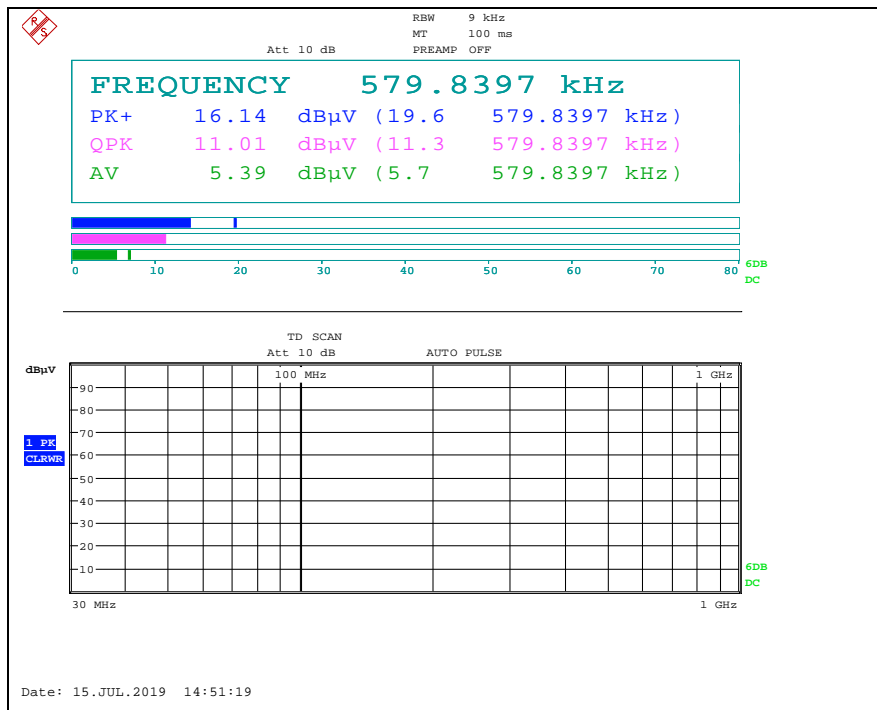 R S
RBW 9 kHz
MT 100 ms
Att 10 dB PREAMP OFF
FREQUENCY 579.8397 kHz
PK+ 16.14 dBµV (19.6 579.8397 kHz)
QPK 11.01 dBµV (11.3 579.8397 kHz)
AV 5.39 dBµV (5.7 579.8397 kHz)
0 10 20 30 40 50 60 70 80
6DB
DC
TD SCAN
Att 10 dB AUTO PULSE
dBµV
100 MHz 1 GHz
90
80
70
1 PK
CLRWR
60
50
40
30
20
10
6DB
DC
30 MHz 1 GHz
Date: 15.JUL.2019 14:51:19